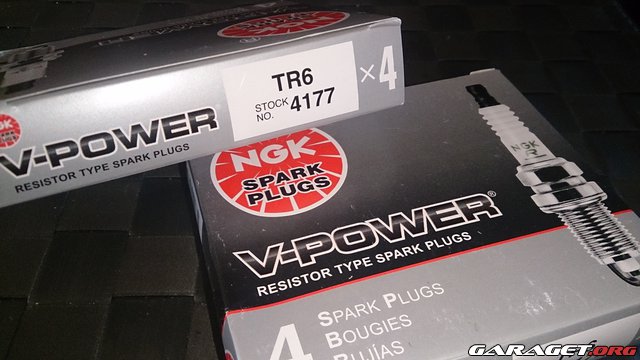 TR6
STOCK NO. 4177
×4
V-POWER
RESISTOR TYPE SPARK PLUGS
NGK
SPARK
PLUGS
NGK
R
V-POWER®
RESISTOR TYPE SPARK PLUGS
4
SPARK PLUGS
BOUGIES
BUJÍAS
GARAGET.ORG